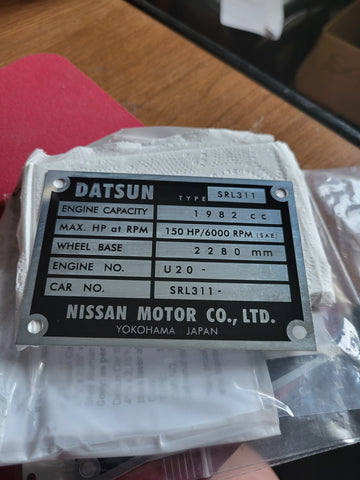 DATSUN TYPE SRL311
ENGINE CAPACITY 1982 cc
MAX. HP at RPM 150 HP/6000 RPM (SAE)
WHEEL BASE 2280 mm
ENGINE NO. U20-
CAR NO. SRL311-
NISSAN MOTOR CO., LTD.
YOKOHAMA JAPAN